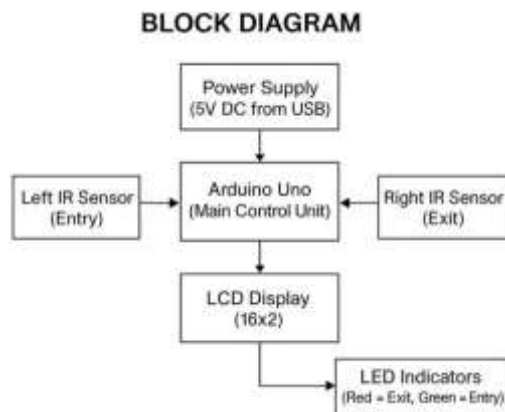 BLOCK DIAGRAM
Power Supply
(5V DC from USB)
Left IR Sensor
(Entry)
Arduino Uno
(Main Control Unit)
Right IR Sensor
(Exit)
LCD Display
(16x2)
LED Indicators
(Red = Exit, Green = Entry)